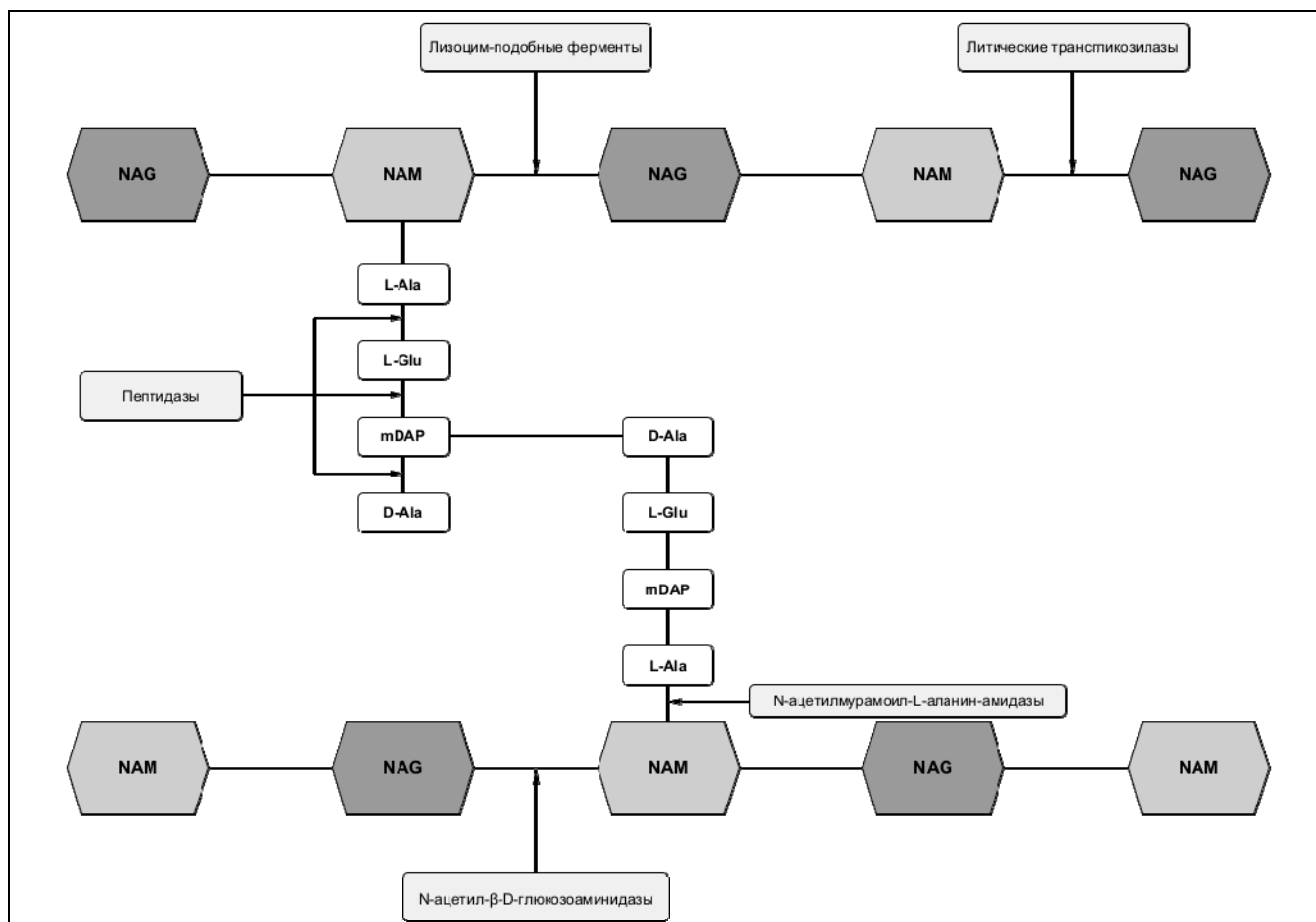 Лизоцим-подобные ферменты
Литические трансгликозилазы
NAG
NAM
NAG
NAM
NAG
L-Ala
L-Glu
Пептидазы
mDAP
D-Ala
D-Ala
L-Glu
mDAP
L-Ala
N-ацетилмурамоил-L-аланин-амидазы
NAM
NAG
NAM
NAG
NAM
N-ацетил-β-D-глюкозоаминидазы